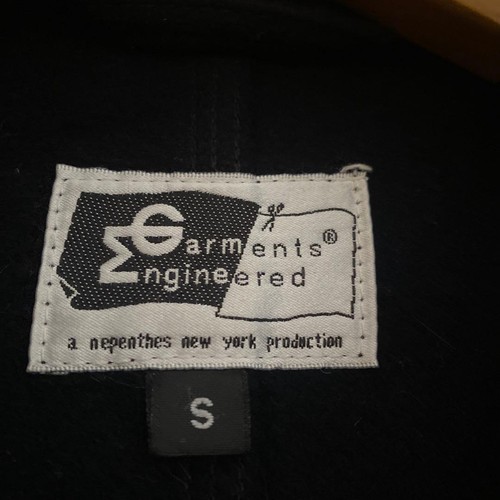 Garments®
Engineered
a nepenthes new york production
S